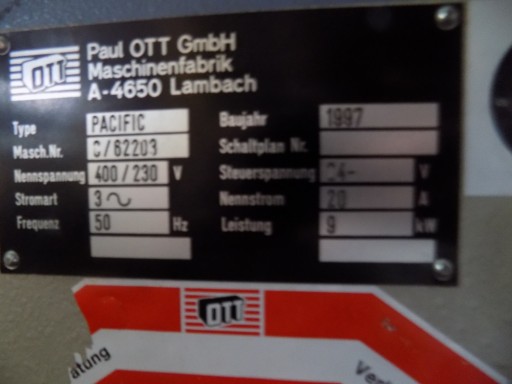 OTT
Paul OTT GmbH
Maschinenfabrik
A-4650 Lambach
Type PACIFIC Baujahr 1997
Masch.Nr. C/62203 Schaltplan Nr.
Nennspannung 400/230 V Steuerspannung 24- V
Stromart 3~ Nennstrom 20 A
Frequenz 50 Hz Leistung 9 kW
OTT